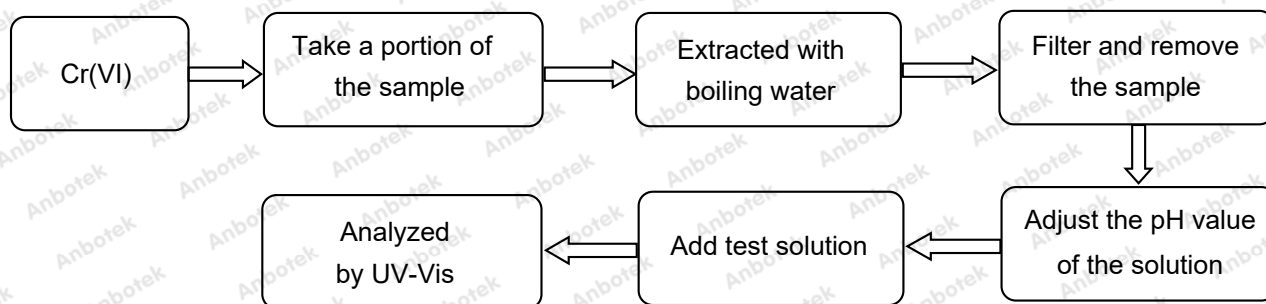 Cr(VI)
Take a portion of
the sample
Extracted with
boiling water
Filter and remove
the sample
Adjust the pH value
of the solution
Add test solution
Analyzed
by UV-Vis
Anbotek